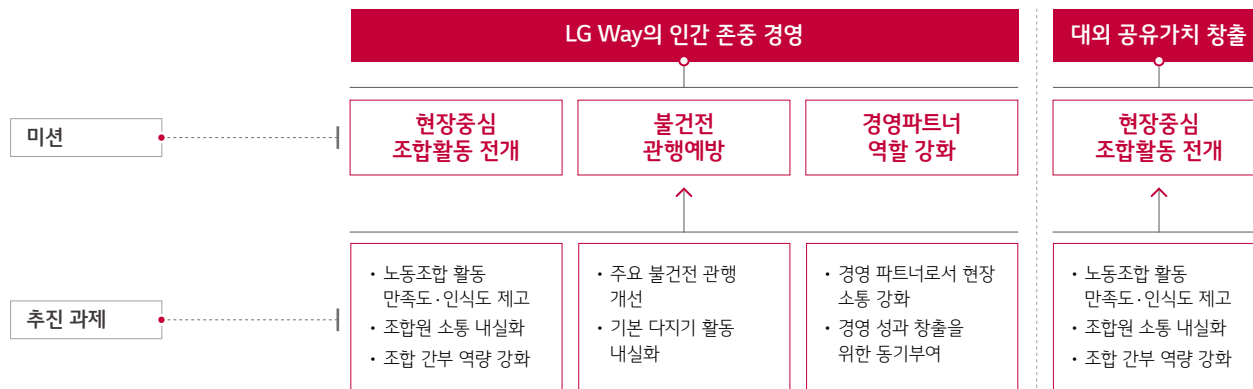 LG Way의 인간 존중 경영
대외 공유가치 창출
미션
현장중심
조합활동 전개
불건전
관행예방
경영파트너
역할 강화
현장중심
조합활동 전개
추진 과제
· 노동조합 활동
만족도·인식도 제고
· 조합원 소통 내실화
· 조합 간부 역량 강화
· 주요 불건전 관행
개선
· 기본 다지기 활동
내실화
· 경영 파트너로서 현장
소통 강화
· 경영 성과 창출을
위한 동기부여
· 노동조합 활동
만족도·인식도 제고
· 조합원 소통 내실화
· 조합 간부 역량 강화